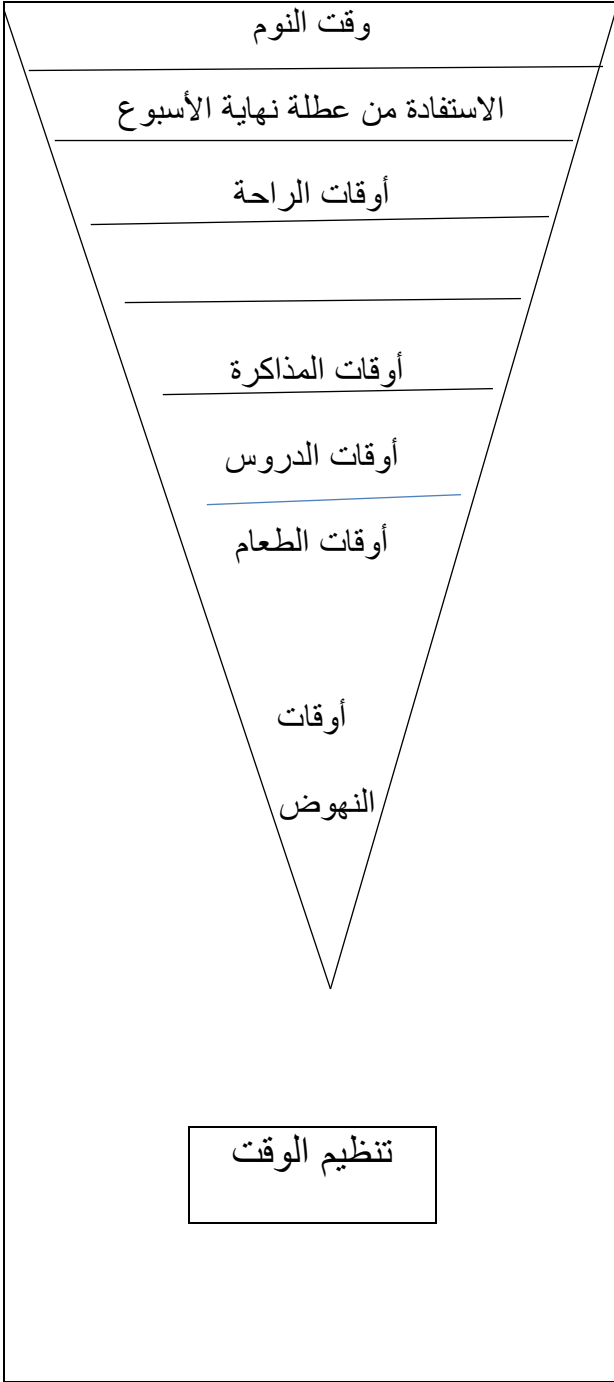 وقت النوم
الاستفادة من عطلة نهاية الأسبوع
أوقات الراحة
أوقات المذاكرة
أوقات الدروس
أوقات الطعام
أوقات
النهوض
تنظيم الوقت